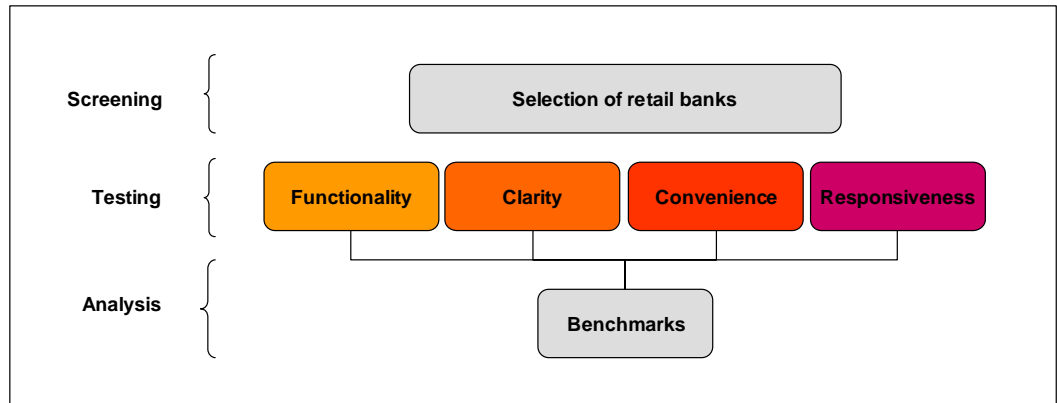 Screening
Selection of retail banks
Testing
Functionality
Clarity
Convenience
Responsiveness
Analysis
Benchmarks